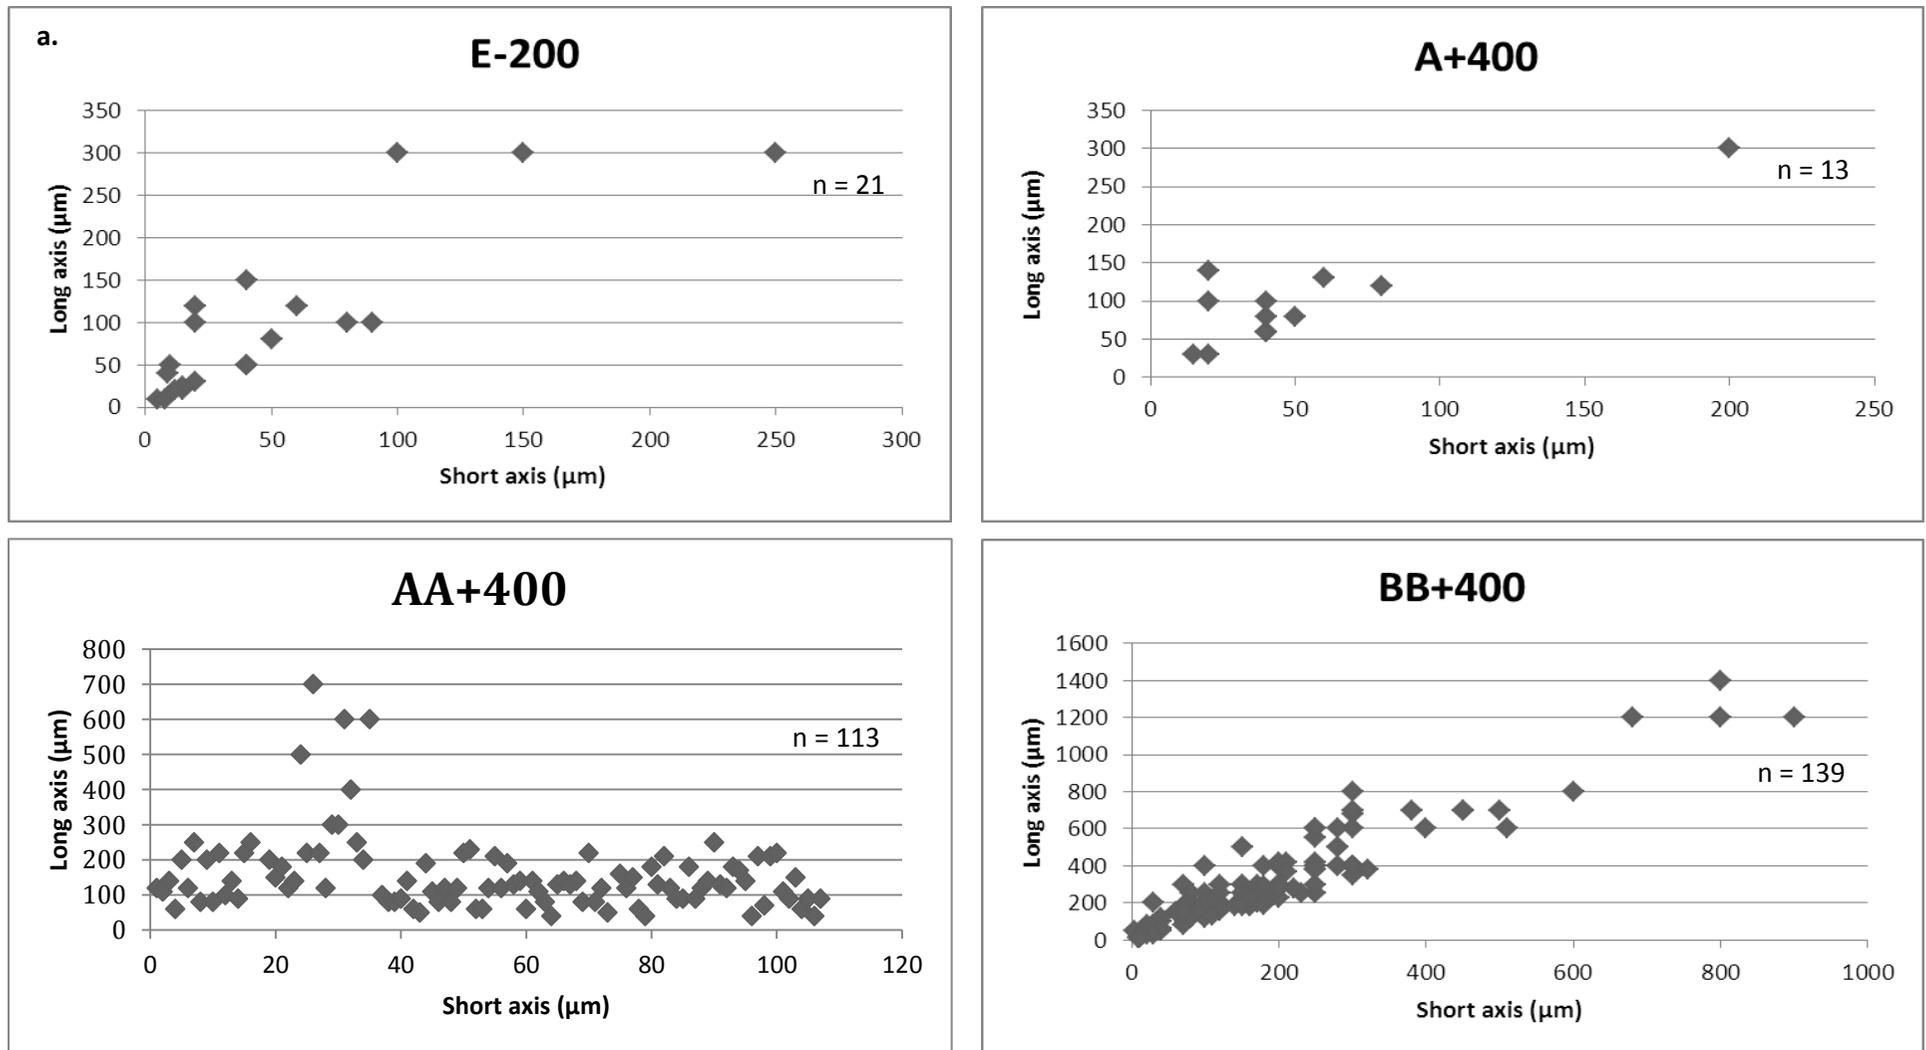 a.
E-200
350
300
250
200
150
100
50
0
0 50 100 150 200 250 300
Long axis (µm)
Short axis (µm)
n = 21
A+400
350
300
250
200
150
100
50
0
0 50 100 150 200 250
Long axis (µm)
Short axis (µm)
n = 13
AA+400
800
700
600
500
400
300
200
100
0
0 20 40 60 80 100 120
Long axis (µm)
Short axis (µm)
n = 113
BB+400
1600
1400
1200
1000
800
600
400
200
0
0 200 400 600 800 1000
Long axis (µm)
Short axis (µm)
n = 139